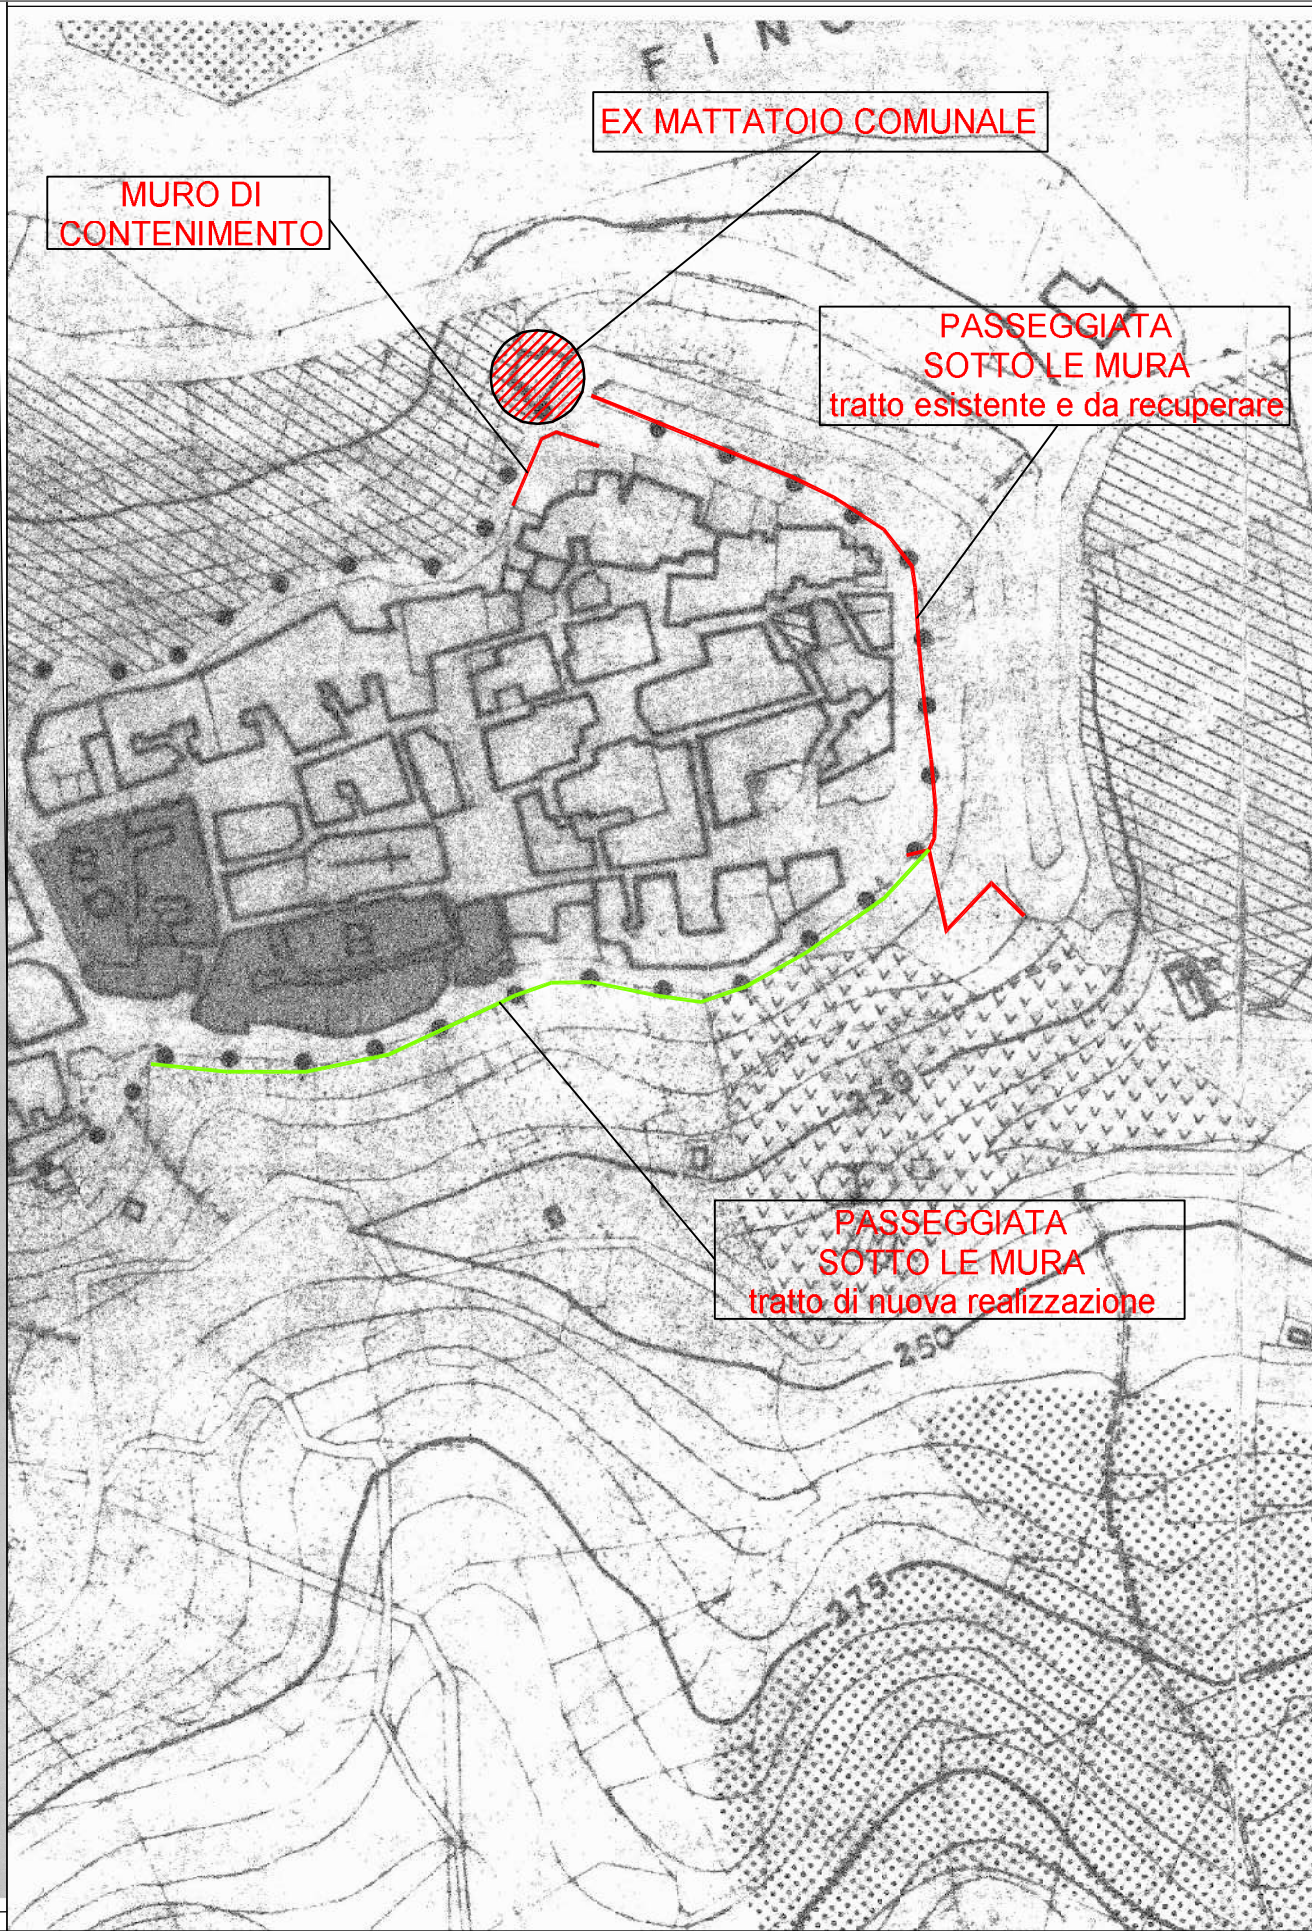 F I N O
EX MATTATOIO COMUNALE
MURO DI
CONTENIMENTO
PASSEGGIATA
SOTTO LE MURA
tratto esistente e da recuperare
PASSEGGIATA
SOTTO LE MURA
tratto di nuova realizzazione
250
275